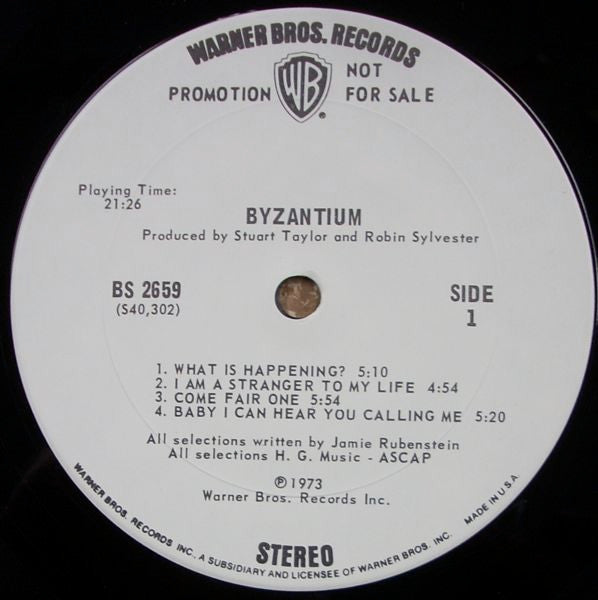 WARNER BROS. RECORDS
PROMOTION WB ® NOT FOR SALE
Playing Time:
21:26
BYZANTIUM
Produced by Stuart Taylor and Robin Sylvester
BS 2659
(S40,302)
SIDE
1
1. WHAT IS HAPPENING? 5:10
2. I AM A STRANGER TO MY LIFE 4:54
3. COME FAIR ONE 5:54
4. BABY I CAN HEAR YOU CALLING ME 5:20
All selections written by Jamie Rubenstein
All selections H. G. Music - ASCAP
℗ 1973
Warner Bros. Records Inc.
STEREO
WARNER BROS. RECORDS INC., A SUBSIDIARY AND LICENSEE OF WARNER BROS. INC. MADE IN U.S.A.